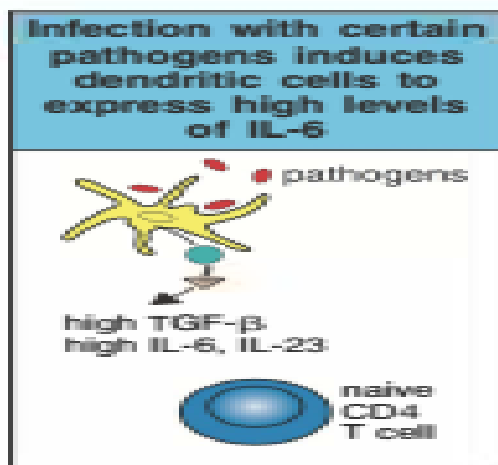 Infection with certain
pathogens induces
dendritic cells to
express high levels
of IL-6
pathogens
high TGF-β
high IL-6, IL-23
naive
CD4
T cell